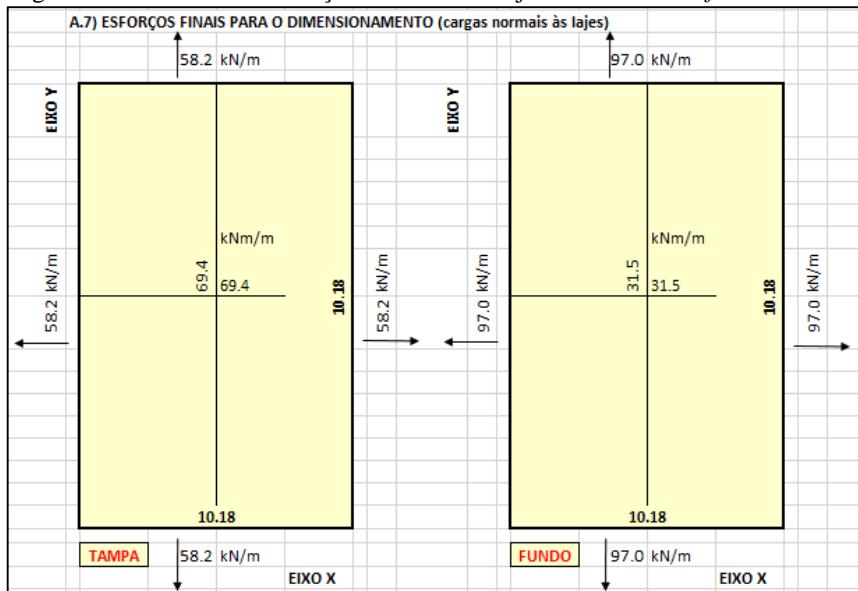 A.7) ESFORÇOS FINAIS PARA O DIMENSIONAMENTO (cargas normais às lajes)
58.2 kN/m
97.0 kN/m
EIXO Y
EIXO Y
kNm/m
kNm/m
69.4
69.4
31.5
31.5
58.2 kN/m
10.18
58.2 kN/m
97.0 kN/m
10.18
97.0 kN/m
10.18
10.18
TAMPA
58.2 kN/m
FUNDO
97.0 kN/m
EIXO X
EIXO X